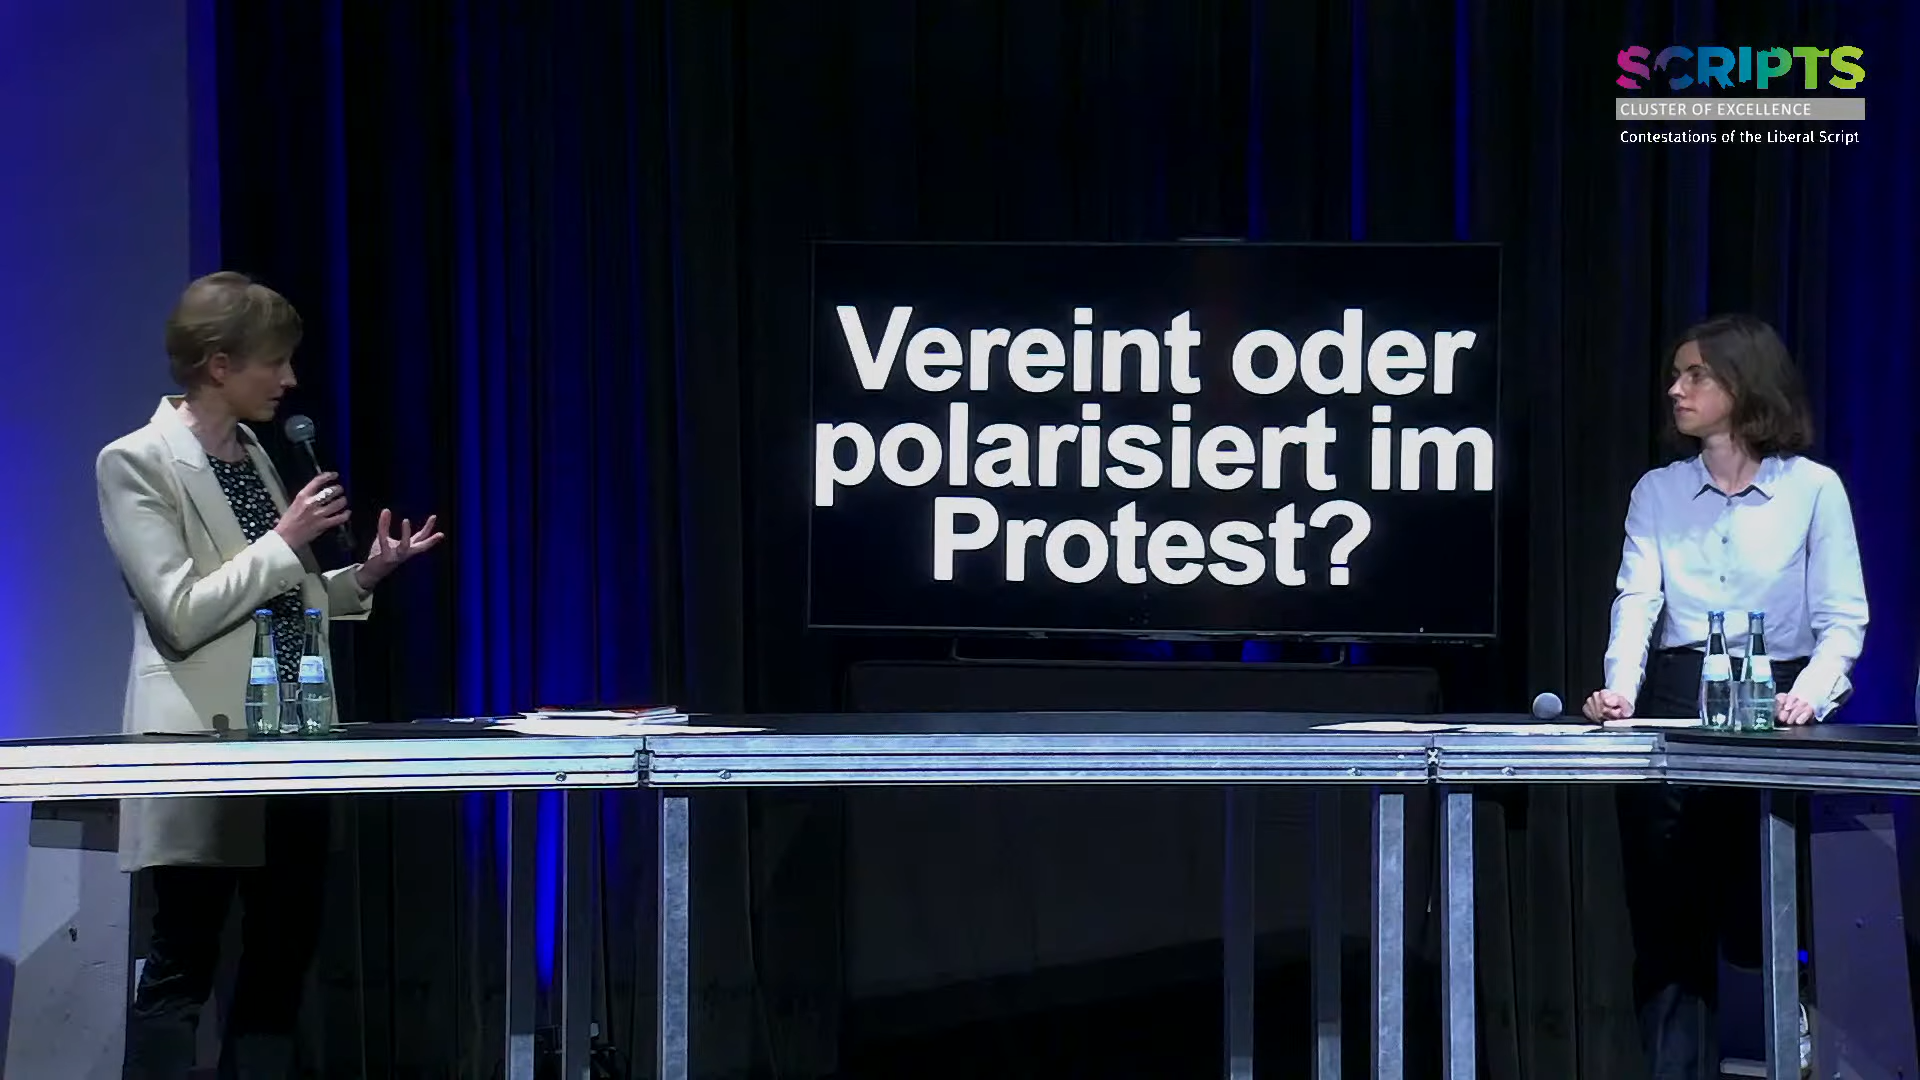 SCRIPTS
CLUSTER OF EXCELLENCE
Contestations of the Liberal Script
Vereint oder
polarisiert im
Protest?